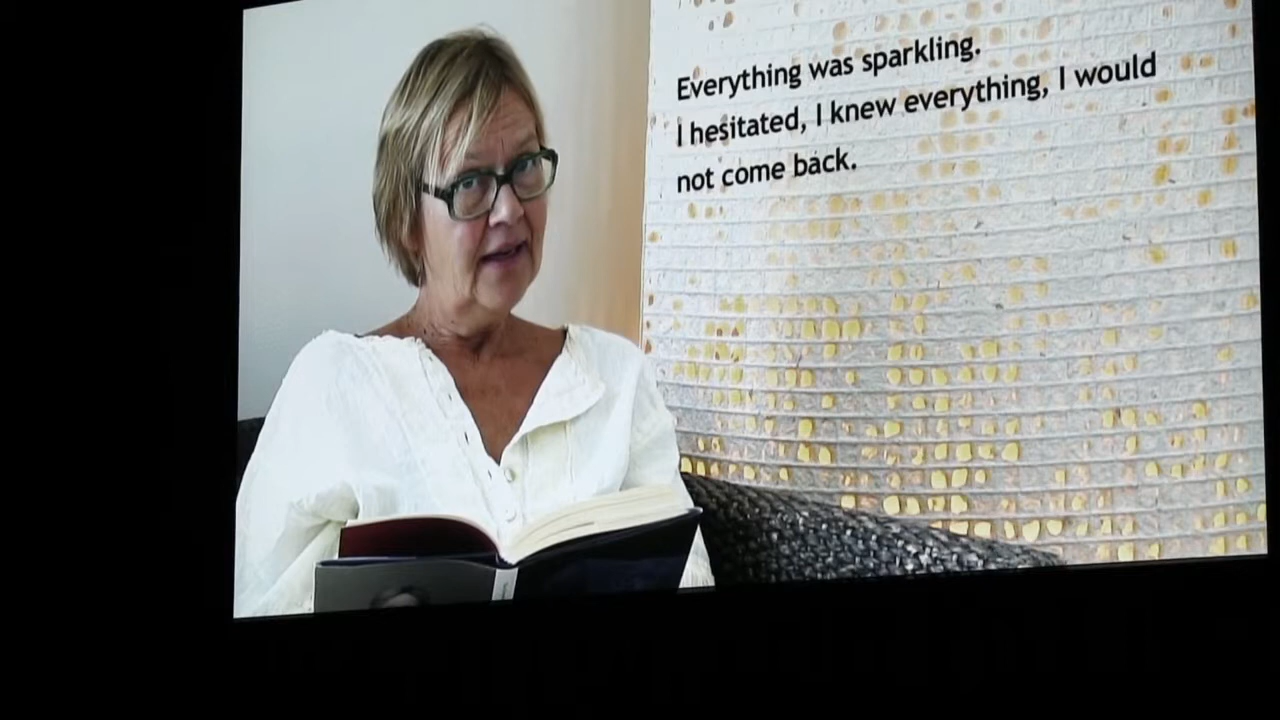 Everything was sparkling.
I hesitated, I knew everything, I would
not come back.